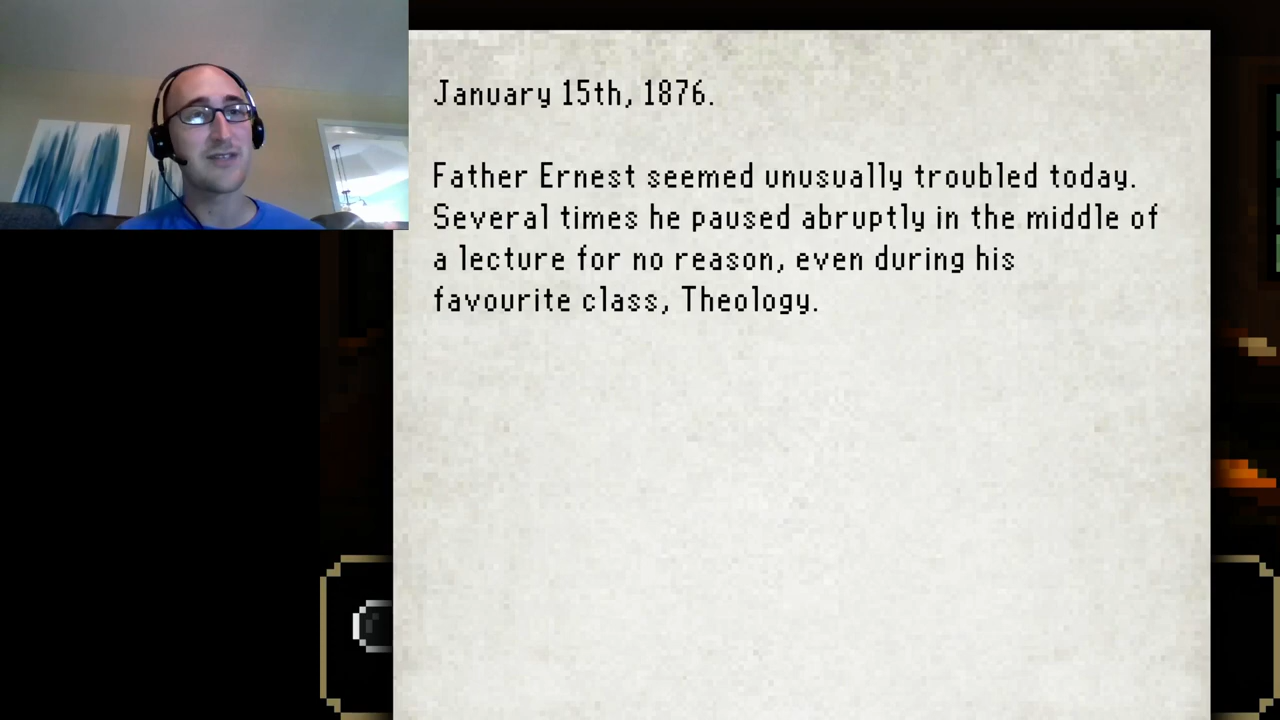 January 15th, 1876.
Father Ernest seemed unusually troubled today.
Several times he paused abruptly in the middle of
a lecture for no reason, even during his
favourite class, Theology.